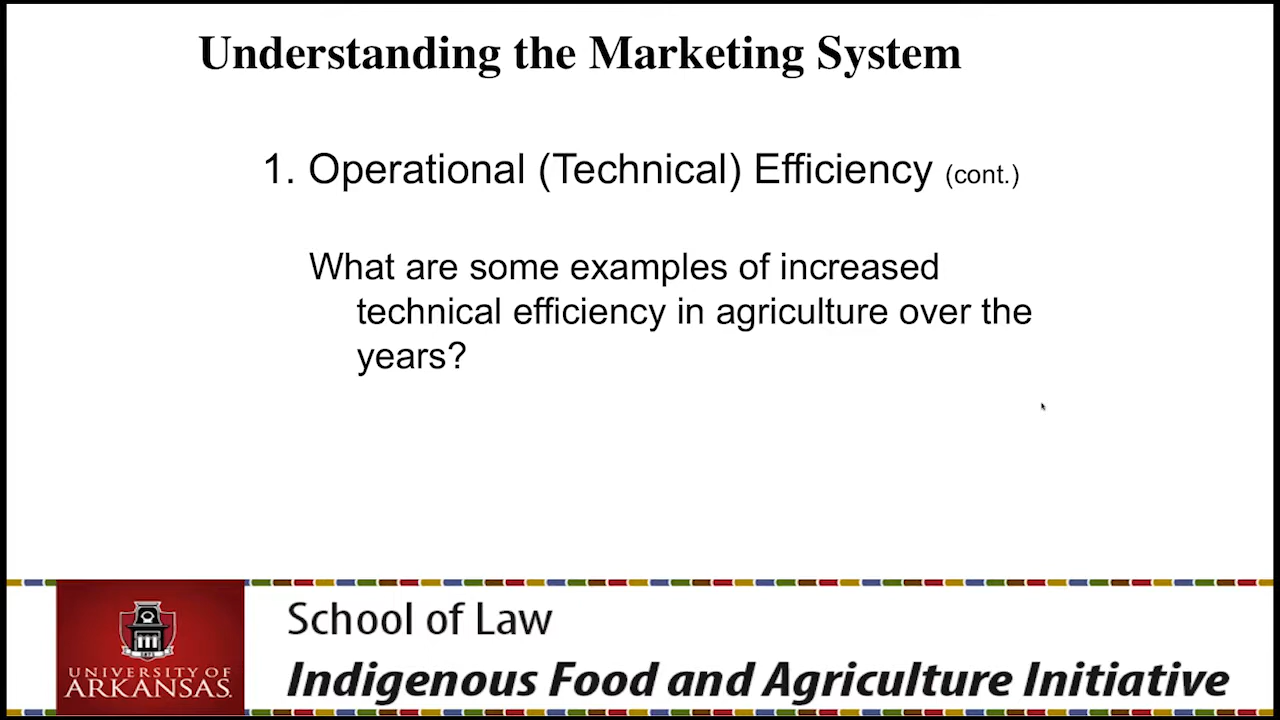 Understanding the Marketing System
1. Operational (Technical) Efficiency (cont.)
What are some examples of increased
technical efficiency in agriculture over the
years?
School of Law
UNIVERSITY OF
ARKANSAS.
Indigenous Food and Agriculture Initiative